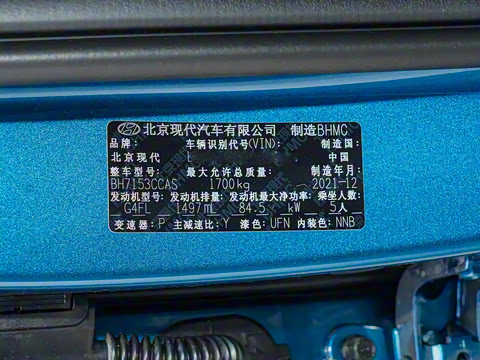 北京现代汽车有限公司 制造BHMC
品牌: 车辆识别代号(VIN): 制造国:
北京现代 L 中国
型号: 最大允许总质量: 制造年月:
BH7153CCAS 1700kg 2021-12
发动机型号: 发动机排量: 发动机最大净功率: 乘坐人数:
G4FL 1497mL 84.5 kW 5人
变速器: P 主减速比: Y 漆色: UFN 内装色: NNB